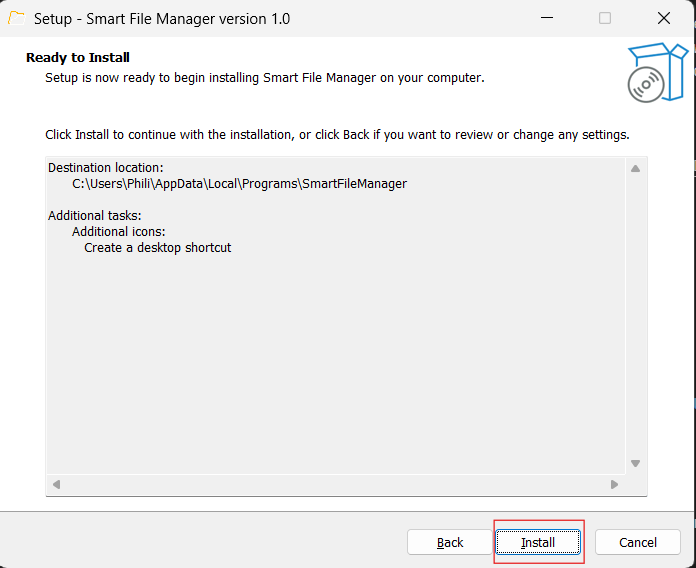 Setup - Smart File Manager version 1.0
Ready to Install
Setup is now ready to begin installing Smart File Manager on your computer.
Click Install to continue with the installation, or click Back if you want to review or change any settings.
Destination location:
C:\Users\Phili\AppData\Local\Programs\SmartFileManager
Additional tasks:
Additional icons:
Create a desktop shortcut
Back Install Cancel